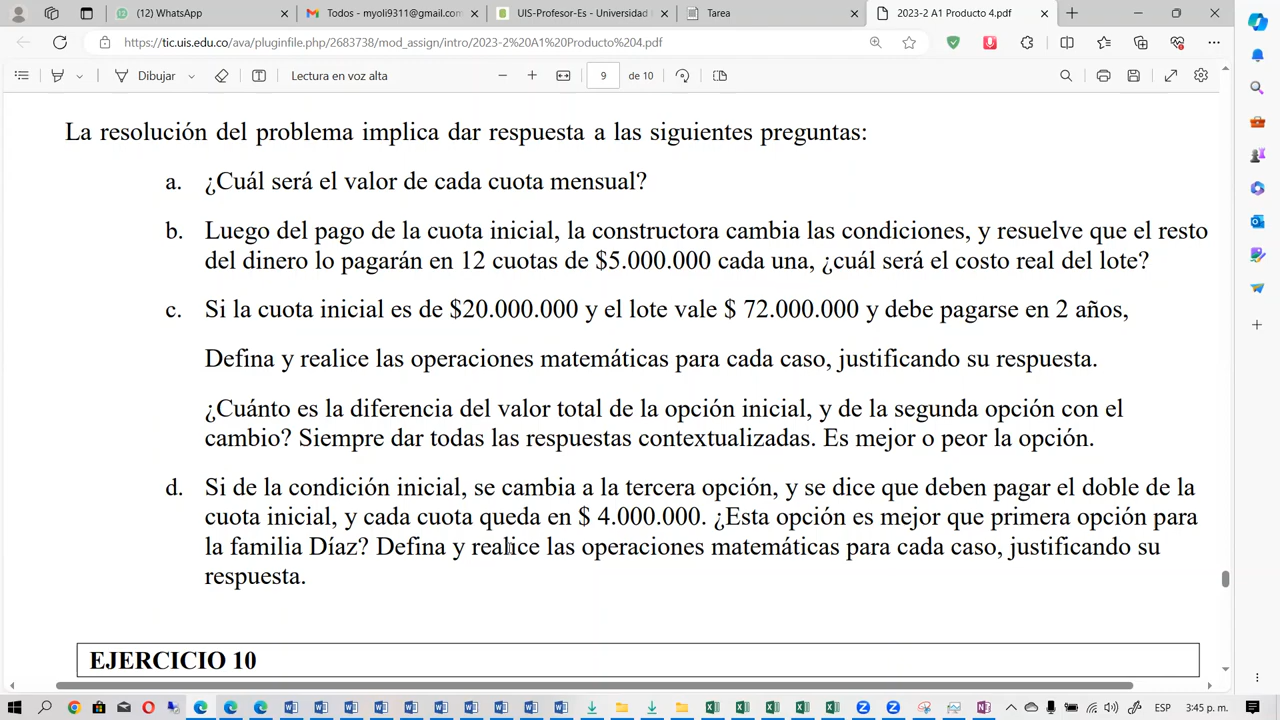 (12) WhatsApp
Todos - myoli9311@gmail.com
UIS-Profesor-Es - Universidad
Tarea
2023-2 A1 Producto 4.pdf
https://tic.uis.edu.co/ava/pluginfile.php/2683738/mod_assign/intro/2023-2%20A1%20Producto%204.pdf
Dibujar
Lectura en voz alta
9 de 10
La resolución del problema implica dar respuesta a las siguientes preguntas:
a. ¿Cuál será el valor de cada cuota mensual?
b. Luego del pago de la cuota inicial, la constructora cambia las condiciones, y resuelve que el resto
del dinero lo pagarán en 12 cuotas de $5.000.000 cada una, ¿cuál será el costo real del lote?
c. Si la cuota inicial es de $20.000.000 y el lote vale $ 72.000.000 y debe pagarse en 2 años,
Defina y realice las operaciones matemáticas para cada caso, justificando su respuesta.
¿Cuánto es la diferencia del valor total de la opción inicial, y de la segunda opción con el
cambio? Siempre dar todas las respuestas contextualizadas. Es mejor o peor la opción.
d. Si de la condición inicial, se cambia a la tercera opción, y se dice que deben pagar el doble de la
cuota inicial, y cada cuota queda en $ 4.000.000. ¿Esta opción es mejor que primera opción para
la familia Díaz? Defina y realice las operaciones matemáticas para cada caso, justificando su
respuesta.
EJERCICIO 10
ESP
3:45 p. m.